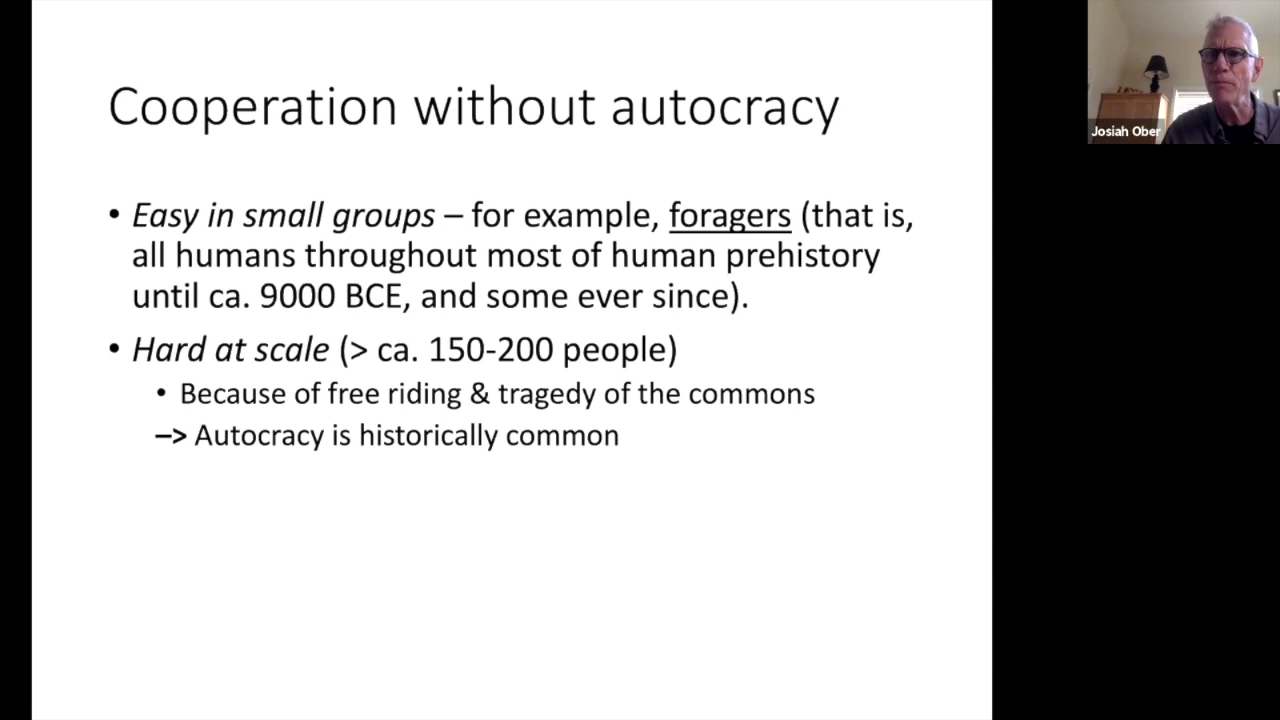 Cooperation without autocracy
• Easy in small groups – for example, foragers (that is,
all humans throughout most of human prehistory
until ca. 9000 BCE, and some ever since).
• Hard at scale (> ca. 150-200 people)
• Because of free riding & tragedy of the commons
–> Autocracy is historically common
Josiah Ober